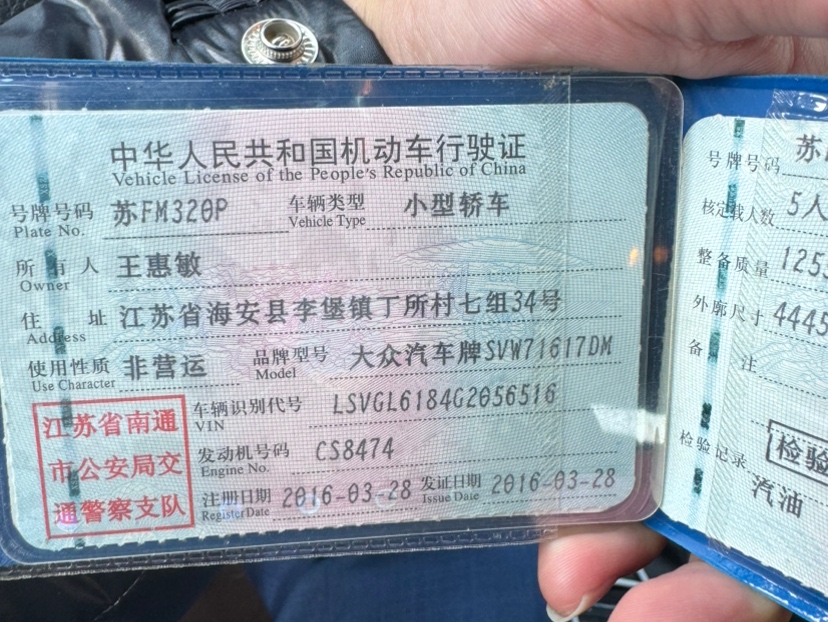 中华人民共和国机动车行驶证
Vehicle License of the People's Republic of China
号牌号码 苏FM320P 车辆类型 小型轿车
Plate No. Vehicle Type
所有人 王惠敏
Owner
住址 江苏省海安县李堡镇丁所村七组34号
Address
使用性质 非营运 品牌型号 大众汽车牌SVW71617DM
Use Character Model
江苏省南通
市公安局交
通警察支队
车辆识别代号 LSVGL6184G2056516
VIN
发动机号码 CS8474
Engine No.
注册日期 2016-03-28 发证日期 2016-03-28
Register Date Issue Date
号牌号码 苏
核定载人数 5人
整备质量 125
外廓尺寸 4445
备注
检验记录 检验
汽油